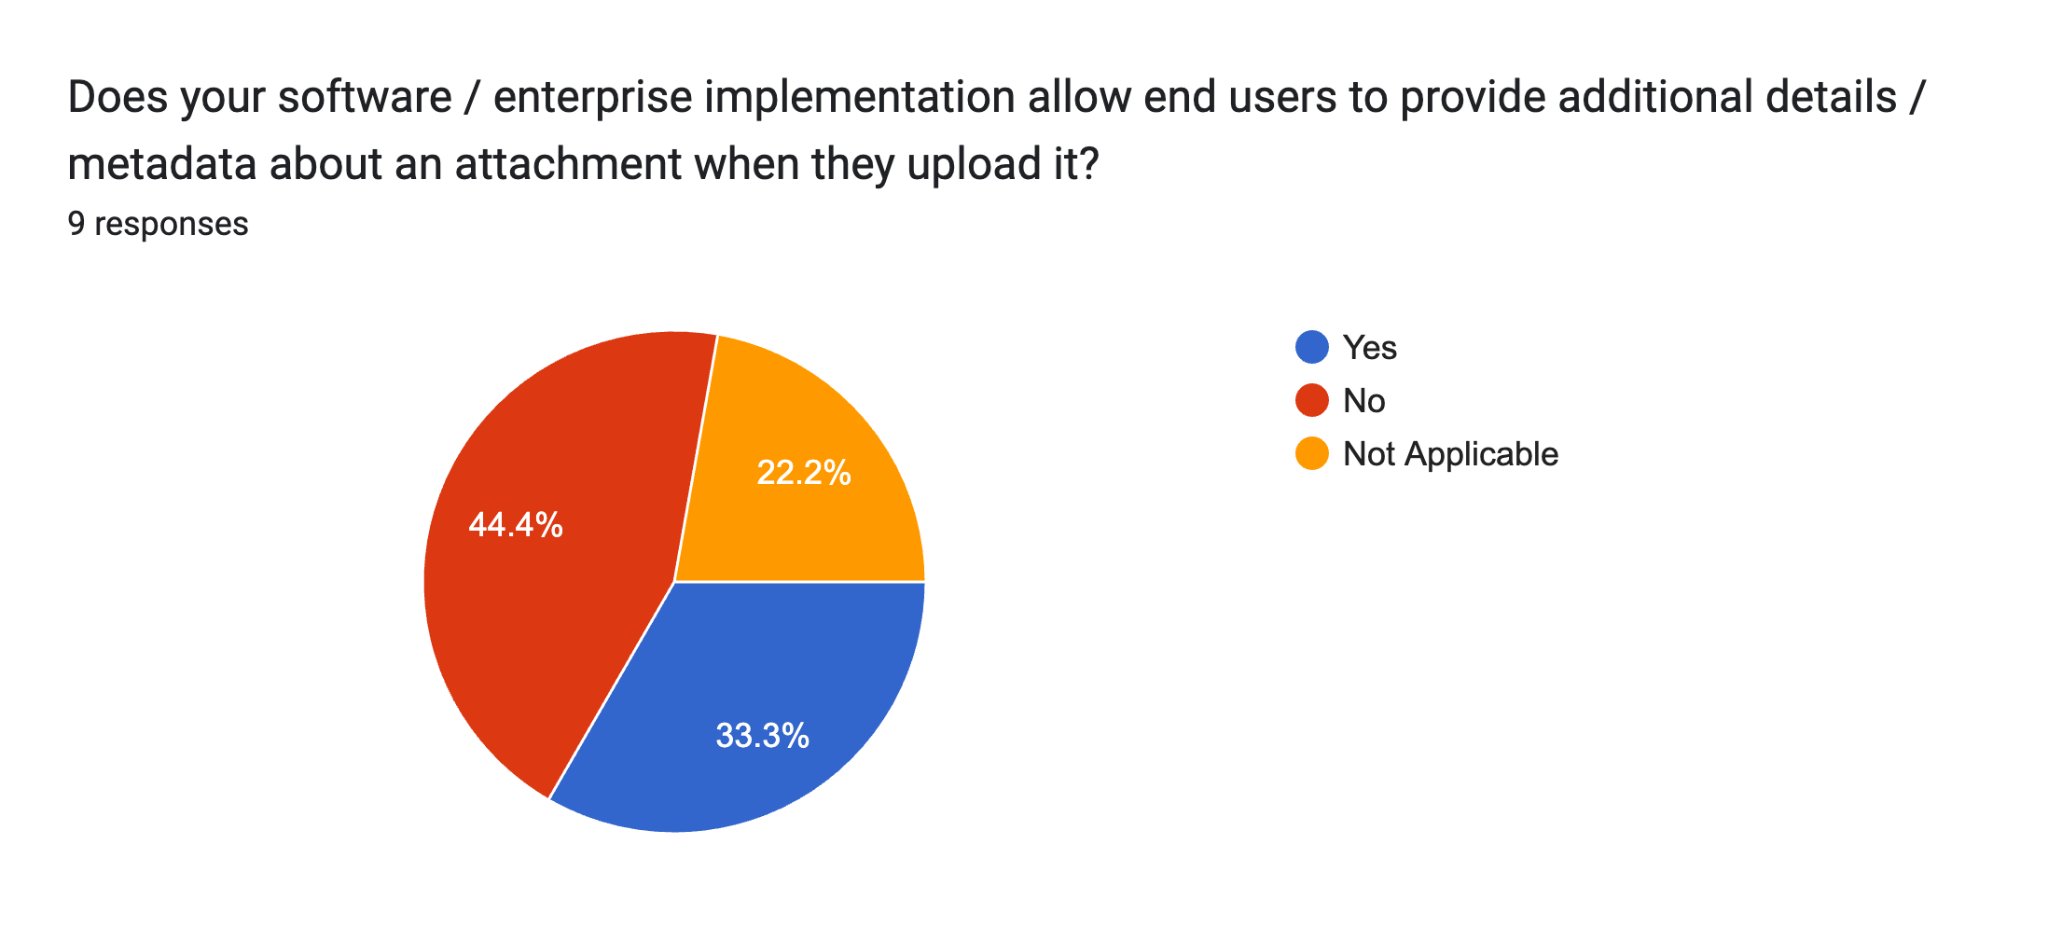 Does your software / enterprise implementation allow end users to provide additional details /
metadata about an attachment when they upload it?
9 responses
Yes
No
Not Applicable
22.2%
44.4%
33.3%